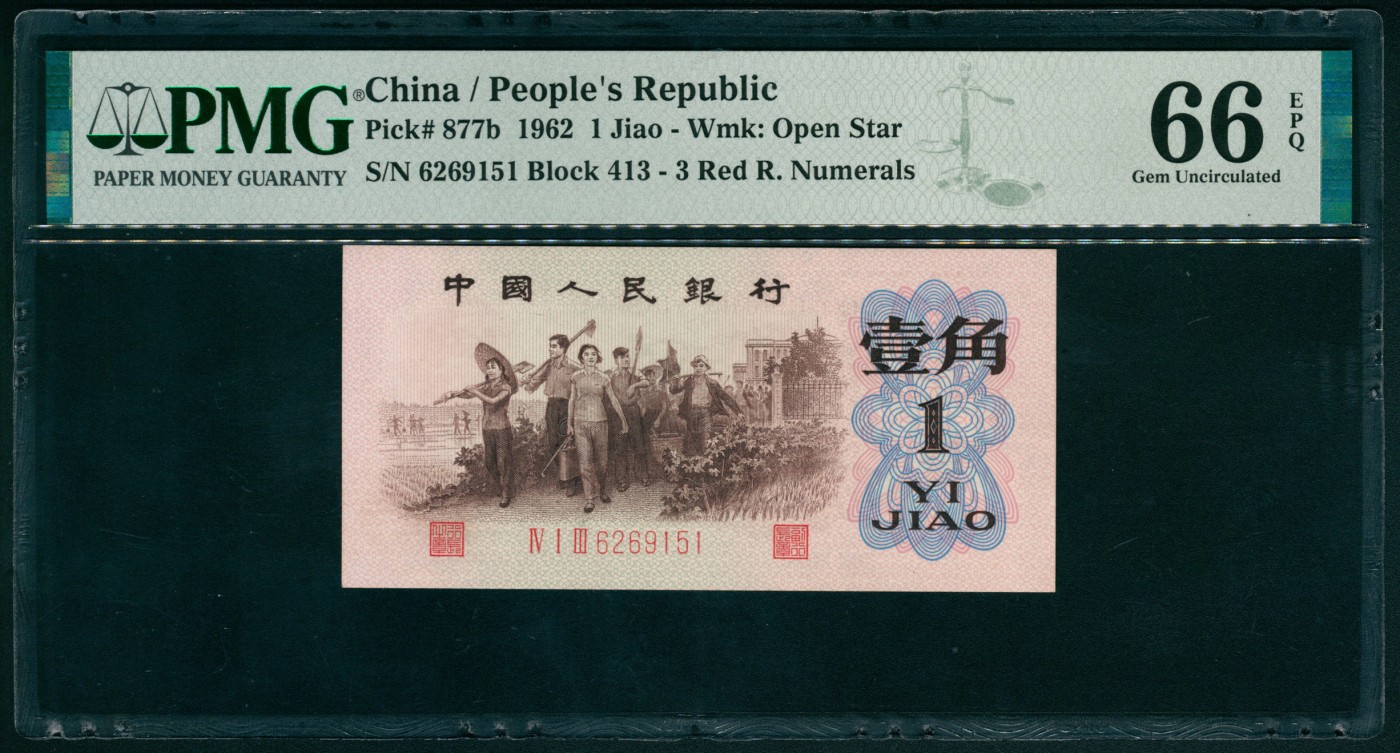 PMG®
PAPER MONEY GUARANTY
China / People's Republic
Pick# 877b 1962 1 Jiao - Wmk: Open Star
S/N 6269151 Block 413 - 3 Red R. Numerals
66
EPQ
Gem Uncirculated
中國人民銀行
壹角
1
YI
JIAO
Ⅳ Ⅰ Ⅲ 6269151